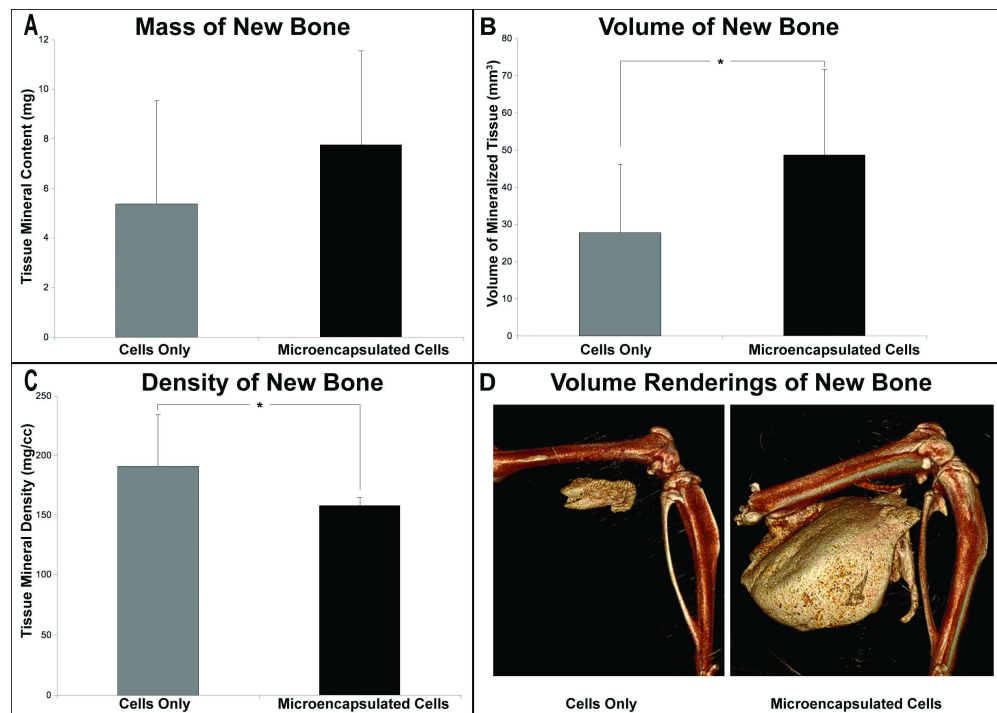 A
Mass of New Bone
Tissue Mineral Content (mg)
12
10
8
6
4
2
0
Cells Only
Microencapsulated Cells
B
Volume of New Bone
Volume of Mineralized Tissue (mm³)
80
70
60
50
40
30
20
10
0
*
Cells Only
Microencapsulated Cells
C
Density of New Bone
Tissue Mineral Density (mg/cc)
250
200
150
100
50
0
*
Cells Only
Microencapsulated Cells
D
Volume Renderings of New Bone
Cells Only
Microencapsulated Cells